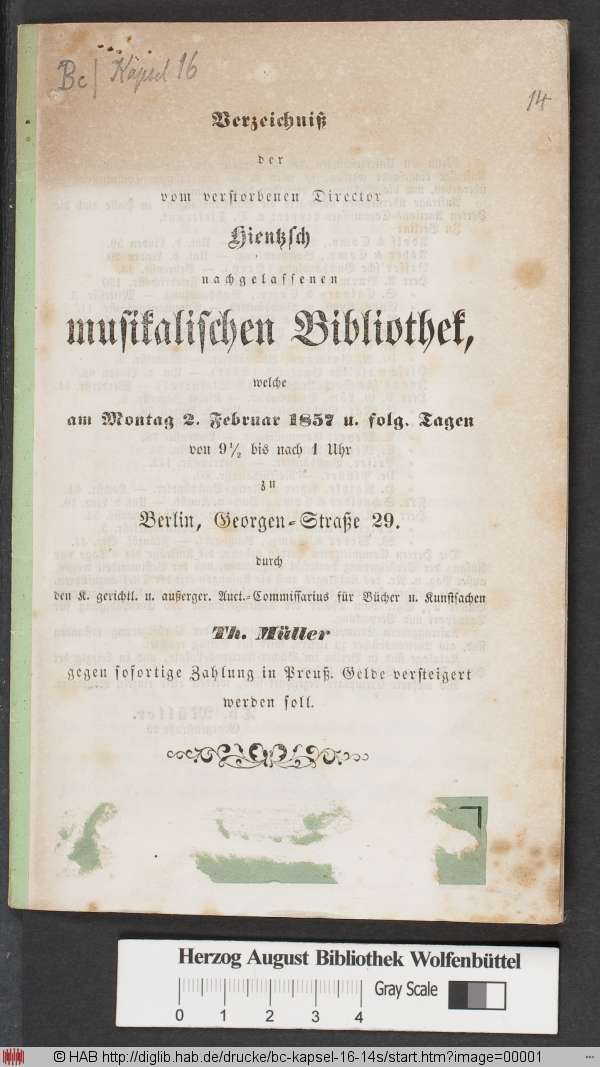 Bc | Kapsel 16
14
Verzeichniß
der
vom verstorbenen Director
Hientzsch
nachgelassenen
musikalischen Bibliothek,
welche
am Montag 2. Februar 1857 u. folg. Tagen
von 9½ bis nach 1 Uhr
zu
Berlin, Georgen-Straße 29.
durch
den K. gerichtl. u. außerger. Auct.-Commissarius für Bücher u. Kunstsachen
Th. Müller
gegen sofortige Zahlung in Preuß. Gelde versteigert
werden soll.
Herzog August Bibliothek Wolfenbüttel
Gray Scale
0 1 2 3 4
© HAB http://diglib.hab.de/drucke/bc-kapsel-16-14s/start.htm?image=00001